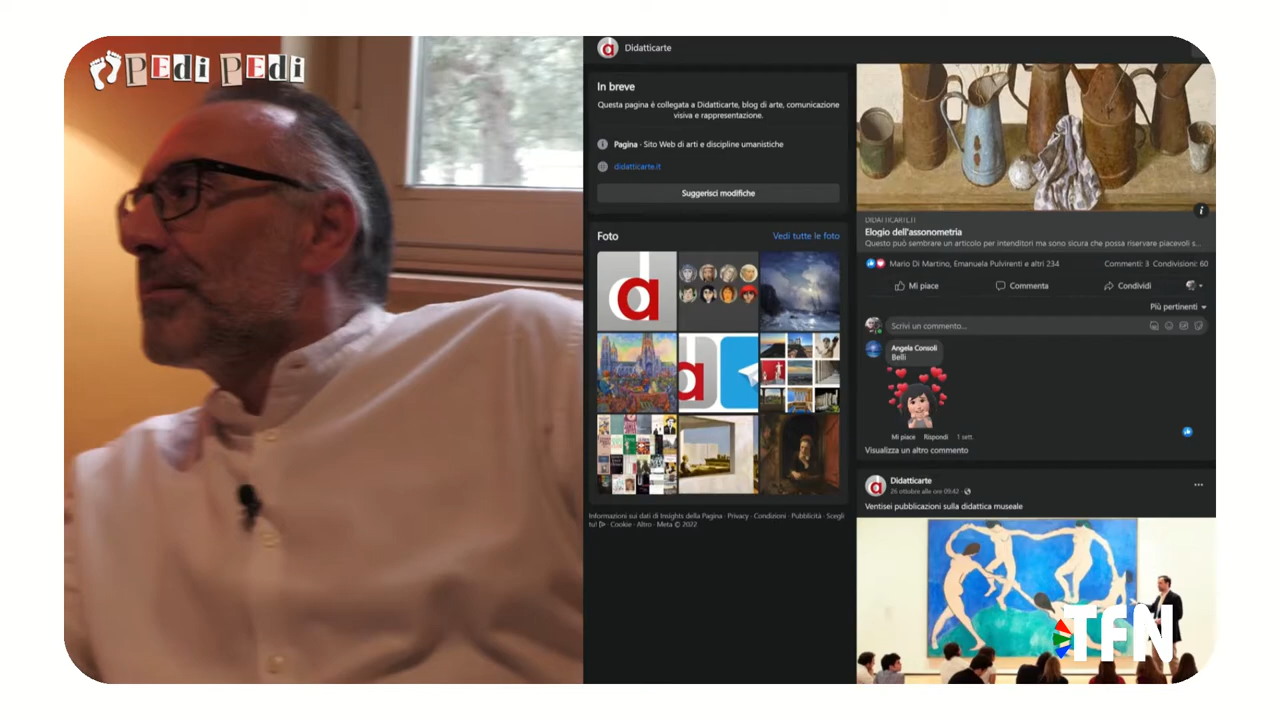 PEdi PEdi
Didatticarte
In breve
Questa pagina è collegata a Didatticarte, blog di arte, comunicazione
visiva e rappresentazione.
Pagina · Sito Web di arti e discipline umanistiche
didatticarte.it
Suggerisci modifiche
Foto
Vedi tutte le foto
Informazioni sui dati di Insights della Pagina · Privacy · Condizioni · Pubblicità · Scegli
tu! · Cookie · Altro · Meta © 2022
DIDATTICARTE.IT
Elogio dell'assonometria
Questo può sembrare un articolo per intenditori ma sono sicura che possa riservare piacevoli s...
Mario Di Martino, Emanuela Pulvirenti e altri 234
Commenti: 3 Condivisioni: 60
Mi piace
Commenta
Condividi
Più pertinenti
Scrivi un commento...
Angela Consoli
Belli
Mi piace Rispondi 1 sett.
Visualizza un altro commento
Didatticarte
26 ottobre alle ore 09:42 ·
Ventisei pubblicazioni sulla didattica museale
TFN